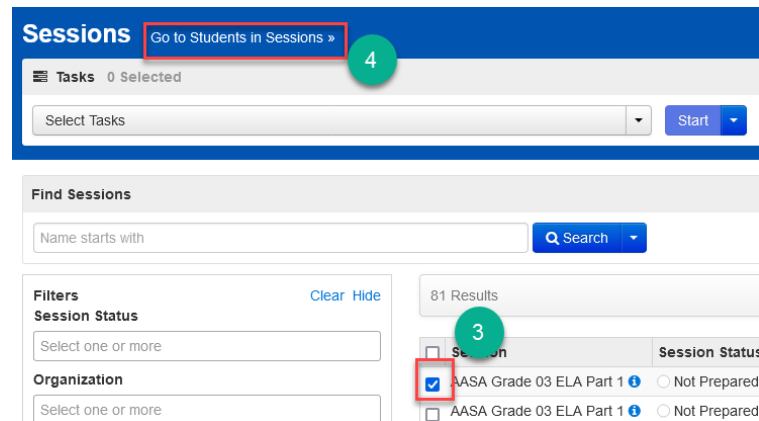 Sessions Go to Students in Sessions »
4
Tasks 0 Selected
Select Tasks
Start
Find Sessions
Name starts with
Search
Filters Clear Hide
Session Status
Select one or more
Organization
Select one or more
81 Results
3
Session Status
AASA Grade 03 ELA Part 1 Not Prepared
AASA Grade 03 ELA Part 1 Not Prepared